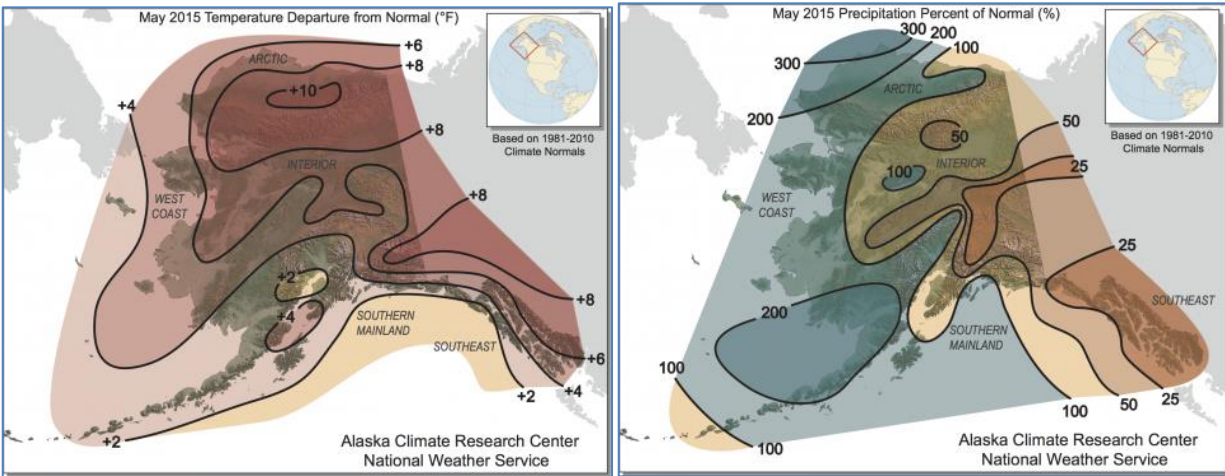 May 2015 Temperature Departure from Normal (°F)
+6
+8
ARCTIC
+10
+4
+8
Based on 1981-2010
Climate Normals
INTERIOR
WEST
COAST
+8
+2
+4
+8
SOUTHERN
MAINLAND
SOUTHEAST
+6
+4
+2
+2
Alaska Climate Research Center
National Weather Service
May 2015 Precipitation Percent of Normal (%)
300
200
100
300
ARCTIC
200
50
50
Based on 1981-2010
Climate Normals
INTERIOR
25
100
WEST
COAST
25
SOUTHEAST
200
SOUTHERN
MAINLAND
100
25
50
100
100
Alaska Climate Research Center
National Weather Service